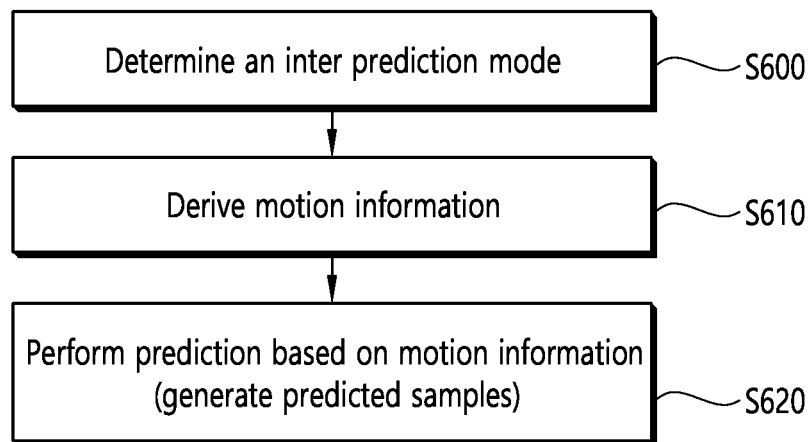 Determine an inter prediction mode
S600
Derive motion information
S610
Perform prediction based on motion information
(generate predicted samples)
S620